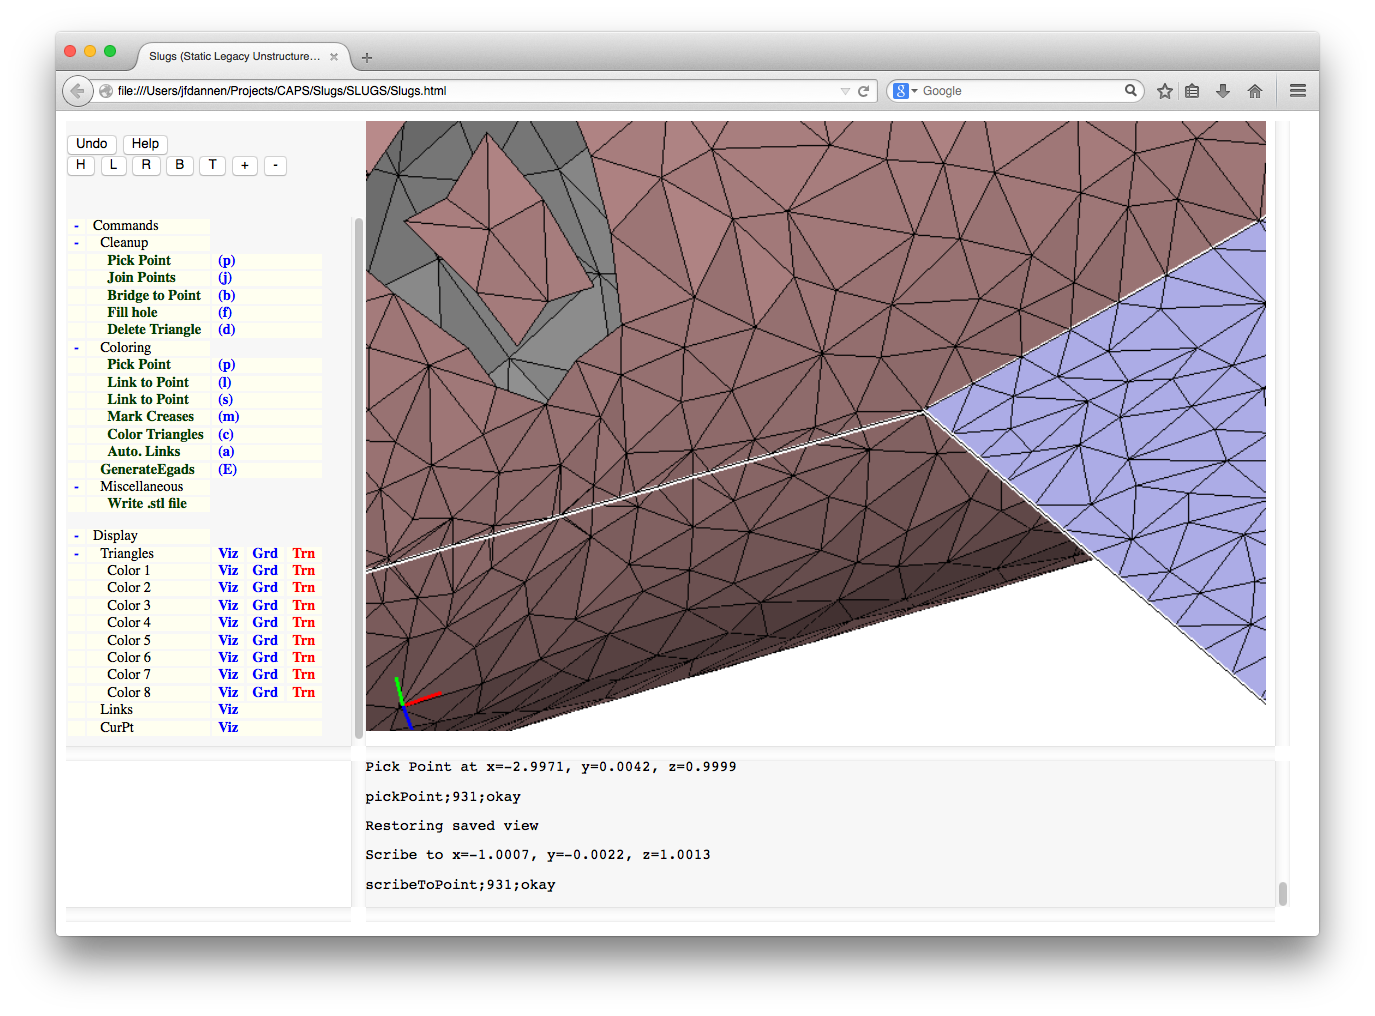 Slugs (Static Legacy Unstructure...
file:///Users/jfdannen/Projects/CAPS/Slugs/SLUGS/Slugs.html
Google
Undo Help
H L R B T + -
- Commands
- Cleanup
Pick Point (p)
Join Points (j)
Bridge to Point (b)
Fill hole (f)
Delete Triangle (d)
- Coloring
Pick Point (p)
Link to Point (l)
Link to Point (s)
Mark Creases (m)
Color Triangles (c)
Auto. Links (a)
GenerateEgads (E)
- Miscellaneous
Write .stl file
- Display
- Triangles Viz Grd Trn
Color 1 Viz Grd Trn
Color 2 Viz Grd Trn
Color 3 Viz Grd Trn
Color 4 Viz Grd Trn
Color 5 Viz Grd Trn
Color 6 Viz Grd Trn
Color 7 Viz Grd Trn
Color 8 Viz Grd Trn
Links Viz
CurPt Viz
Pick Point at x=-2.9971, y=0.0042, z=0.9999
pickPoint;931;okay
Restoring saved view
Scribe to x=-1.0007, y=-0.0022, z=1.0013
scribeToPoint;931;okay